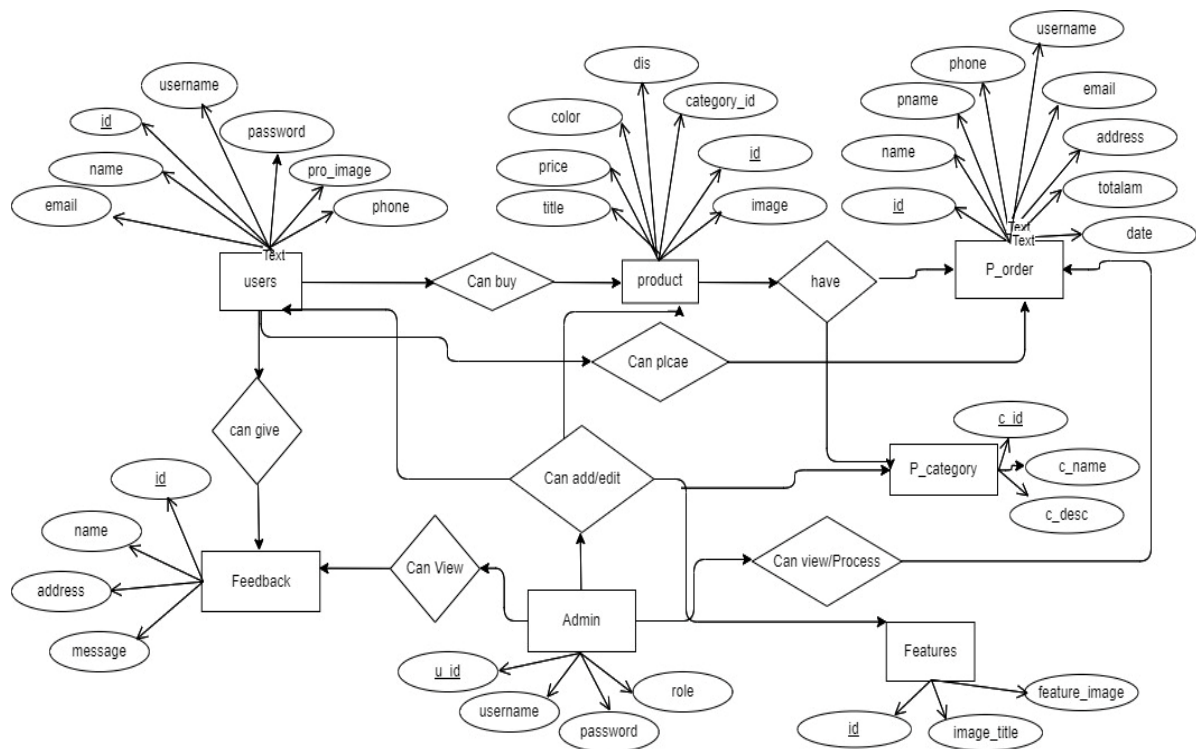 username
id
password
name
pro_image
email
phone
Text
users
dis
color
category_id
price
id
title
image
product
username
phone
pname
email
name
address
id
totalam
date
Text
Text
P_order
Can buy
have
Can plcae
can give
Can add/edit
c_id
P_category
c_name
c_desc
id
name
address
message
Feedback
Can View
Can view/Process
Admin
u_id
username
password
role
Features
feature_image
id
image_title